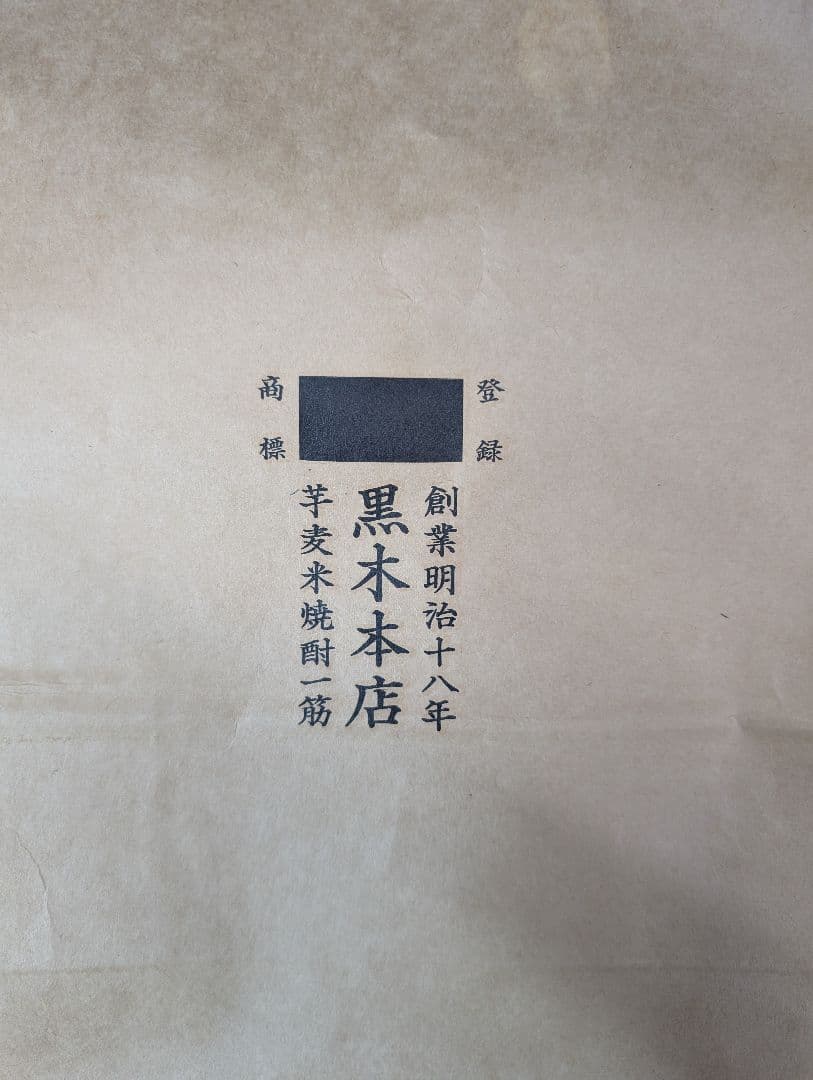 登録
商標
創業明治十八年
黒木本店
芋麦米焼酎一筋